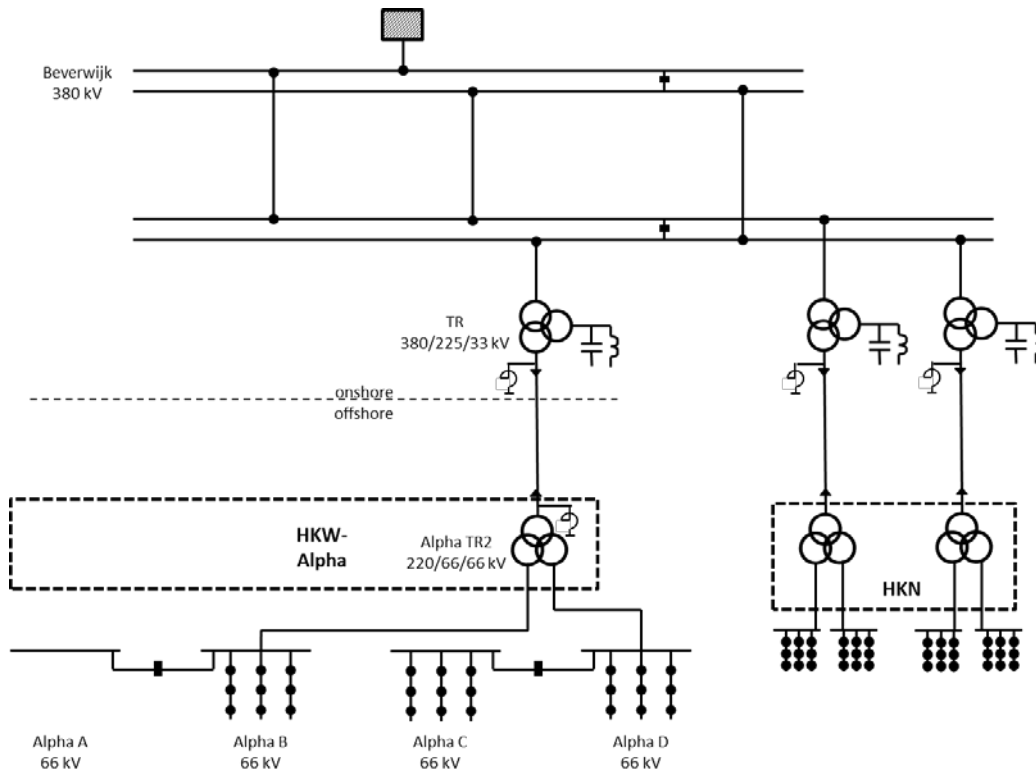 Beverwijk
380 kV
TR
380/225/33 kV
onshore
offshore
HKW-
Alpha
Alpha TR2
220/66/66 kV
HKN
Alpha A
66 kV
Alpha B
66 kV
Alpha C
66 kV
Alpha D
66 kV